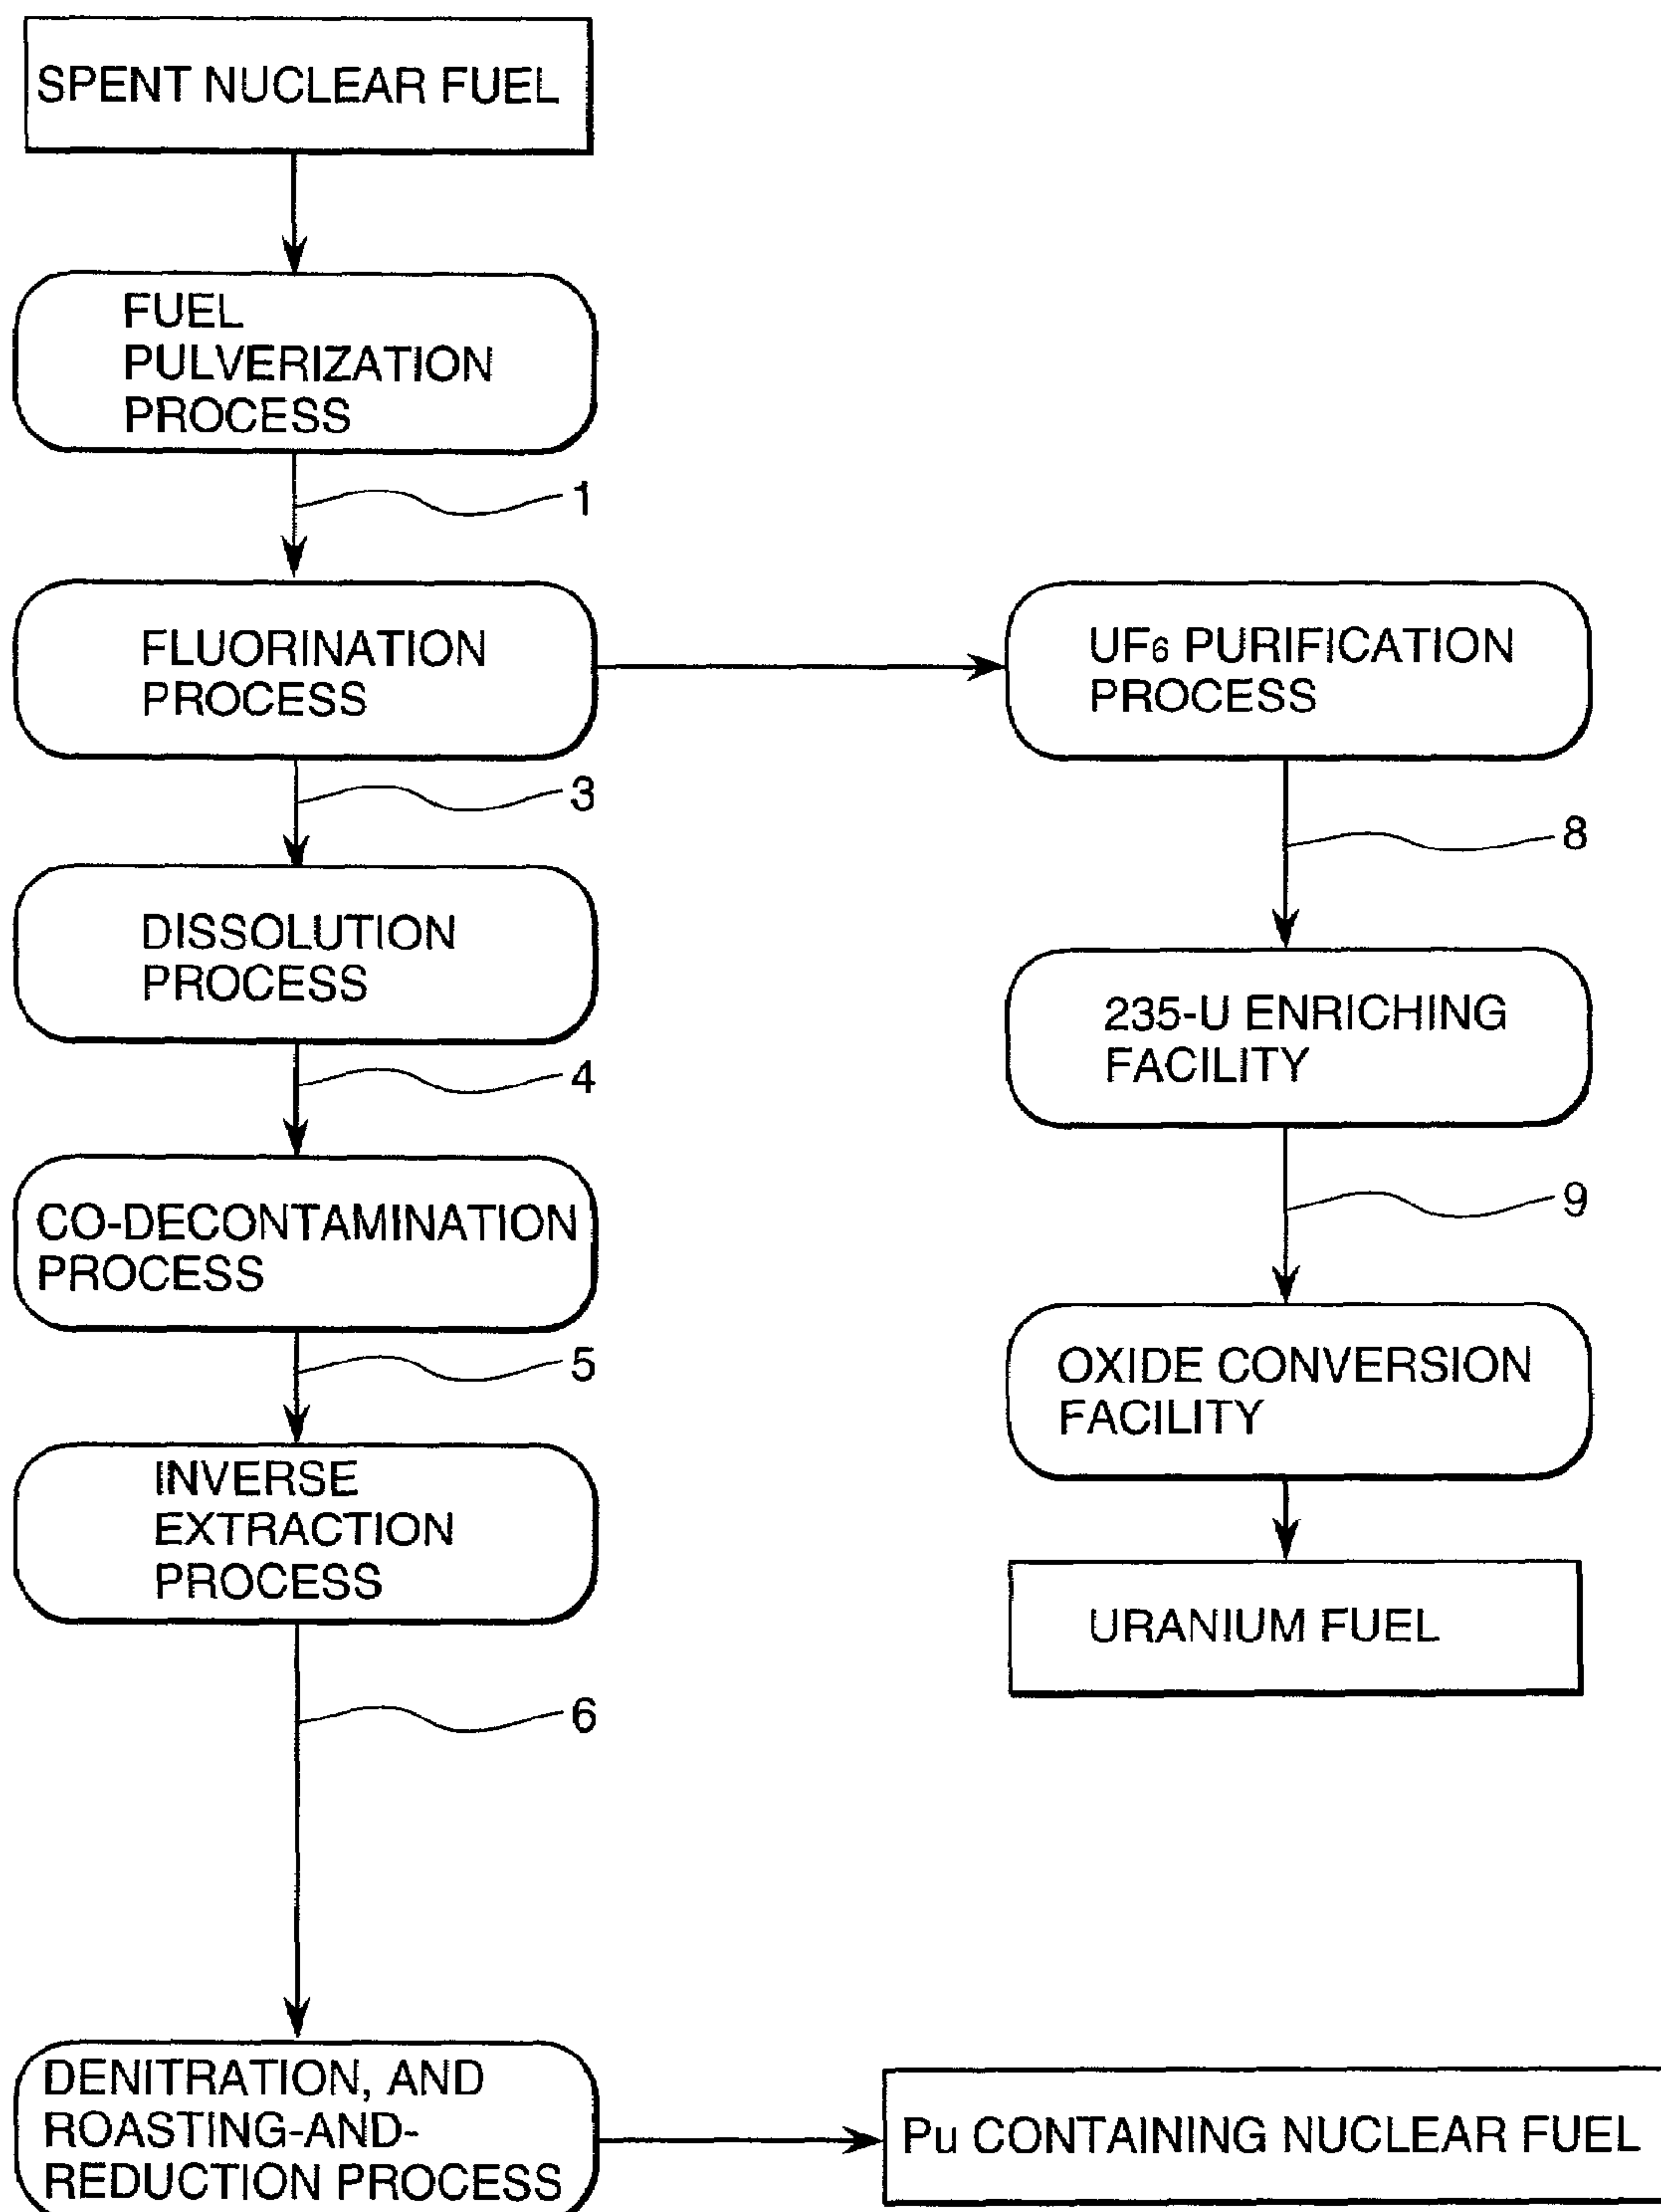 SPENT NUCLEAR FUEL
FUEL
PULVERIZATION
PROCESS
1
FLUORINATION
PROCESS
UF6 PURIFICATION
PROCESS
3
8
DISSOLUTION
PROCESS
235-U ENRICHING
FACILITY
4
CO-DECONTAMINATION
PROCESS
9
5
OXIDE CONVERSION
FACILITY
INVERSE
EXTRACTION
PROCESS
URANIUM FUEL
6
DENITRATION, AND
ROASTING-AND-
REDUCTION PROCESS
Pu CONTAINING NUCLEAR FUEL